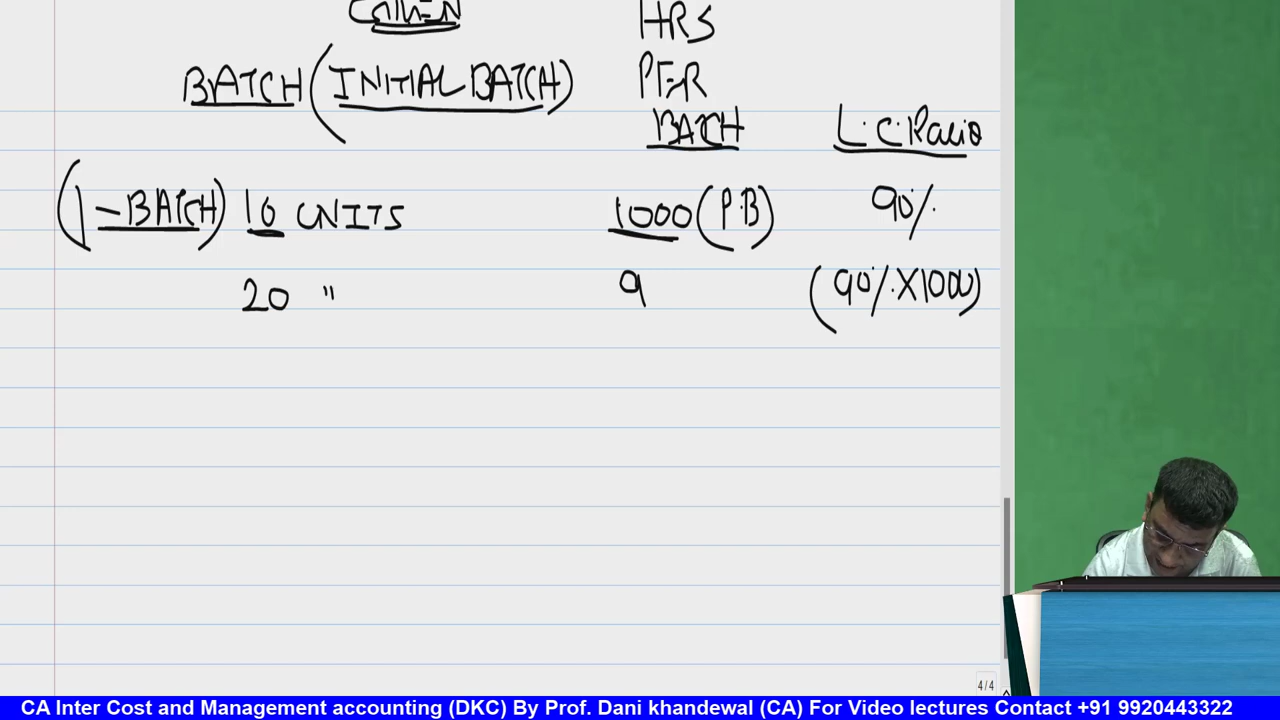 HRS
BATCH (INITIAL BATCH) PER
BATCH L.C. Ratio
(1-BATCH) 10 UNITS 1000 (P.B) 90%
20 " 9 (90% X 1000)
4/4
CA Inter Cost and Management accounting (DKC) By Prof. Dani khandewal (CA) For Video lectures Contact +91 9920443322